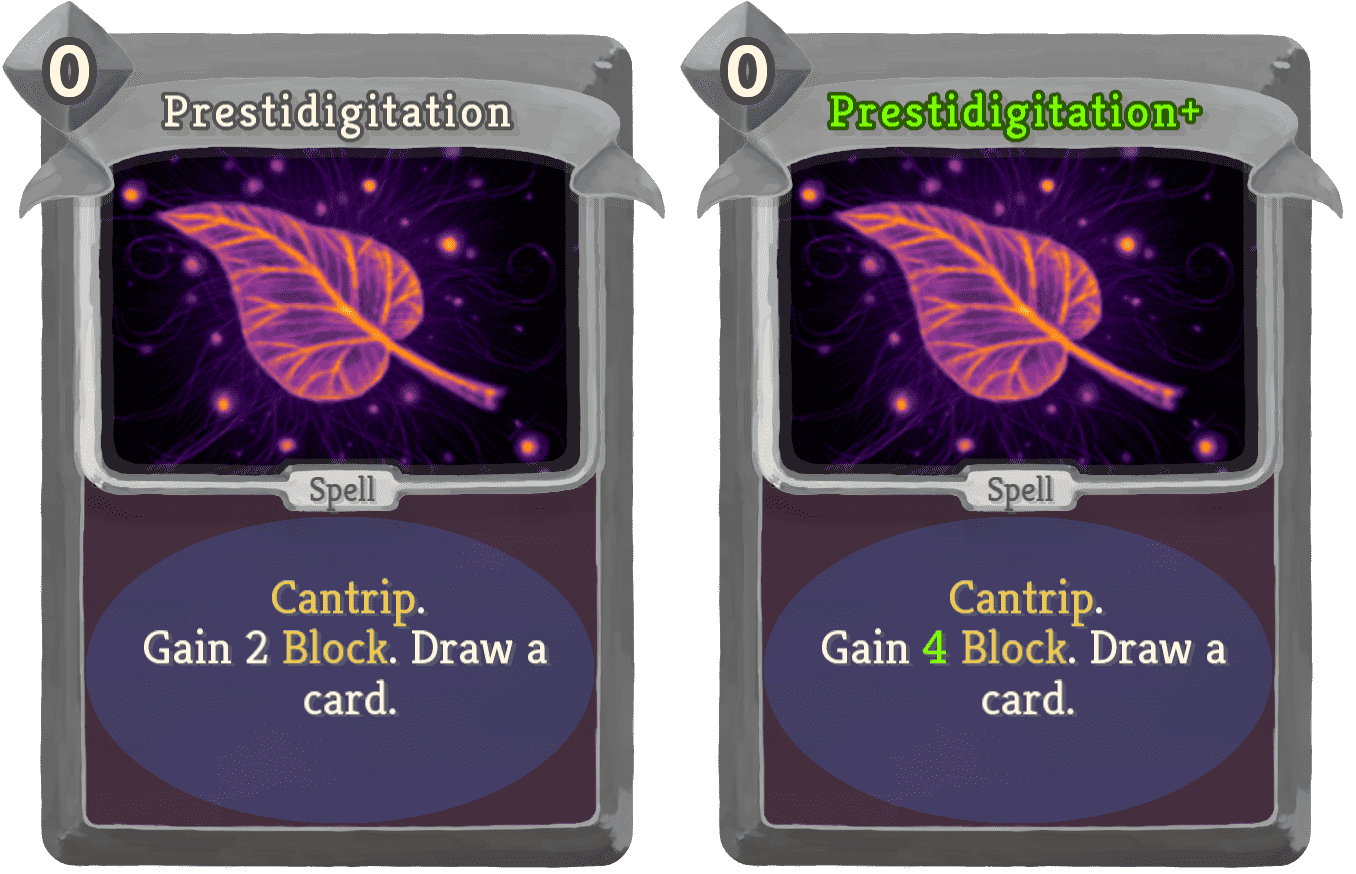 0
Prestidigitation
Spell
Cantrip.
Gain 2 Block. Draw a
card.
0
Prestidigitation+
Spell
Cantrip.
Gain 4 Block. Draw a
card.